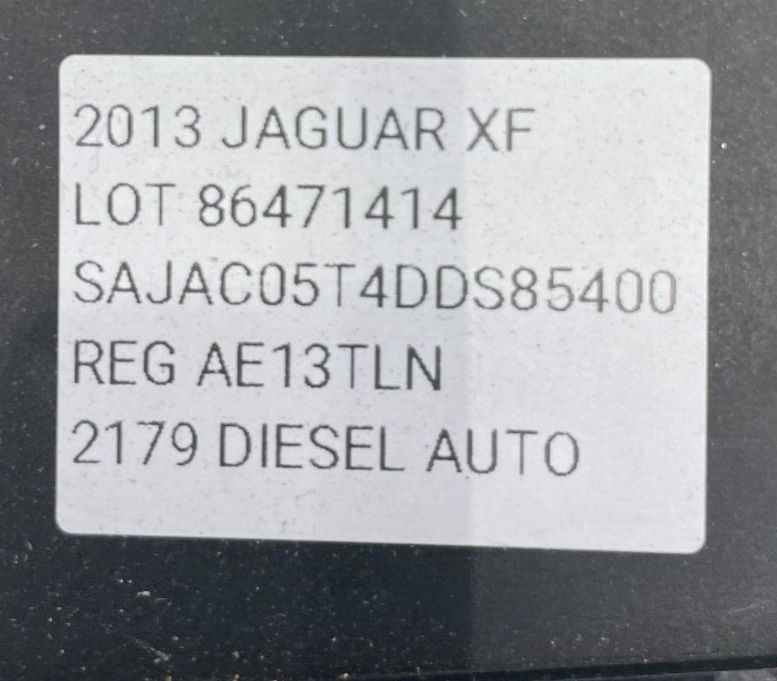 2013 JAGUAR XF
LOT 86471414
SAJAC05T4DDS85400
REG AE13TLN
2179 DIESEL AUTO